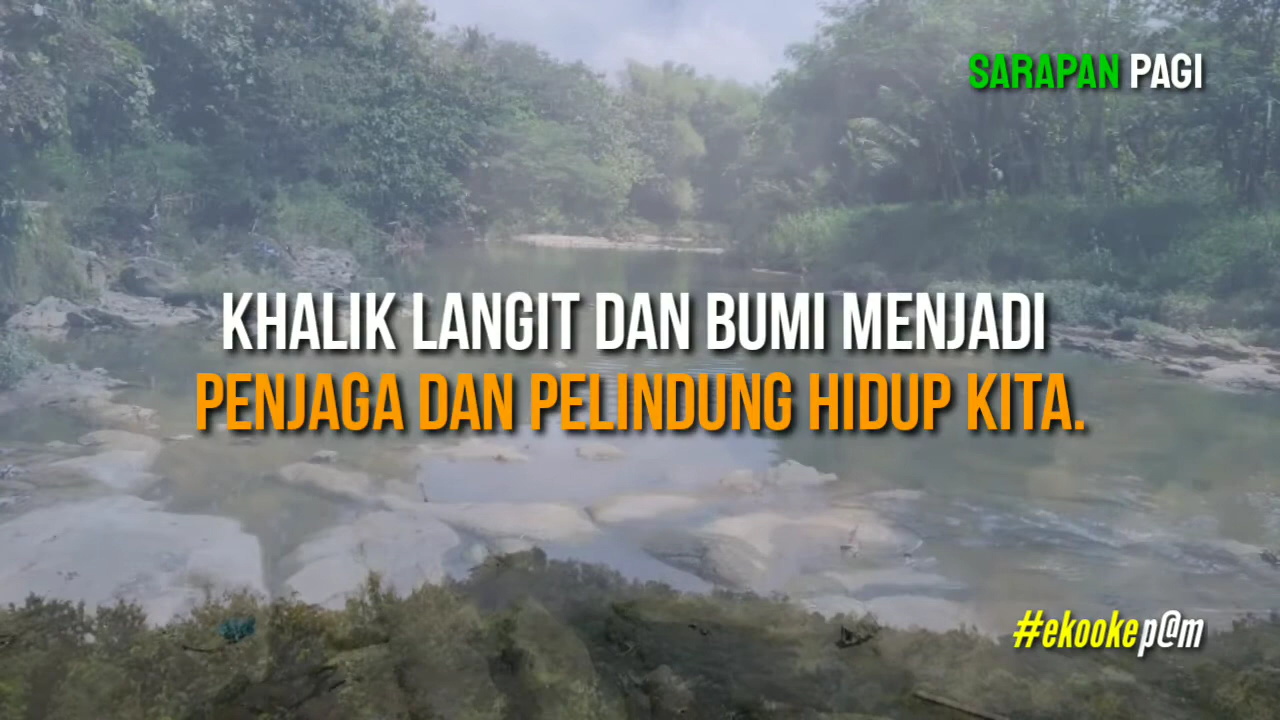 SARAPAN PAGI
KHALIK LANGIT DAN BUMI MENJADI
PENJAGA DAN PELINDUNG HIDUP KITA.
#ekookep@m